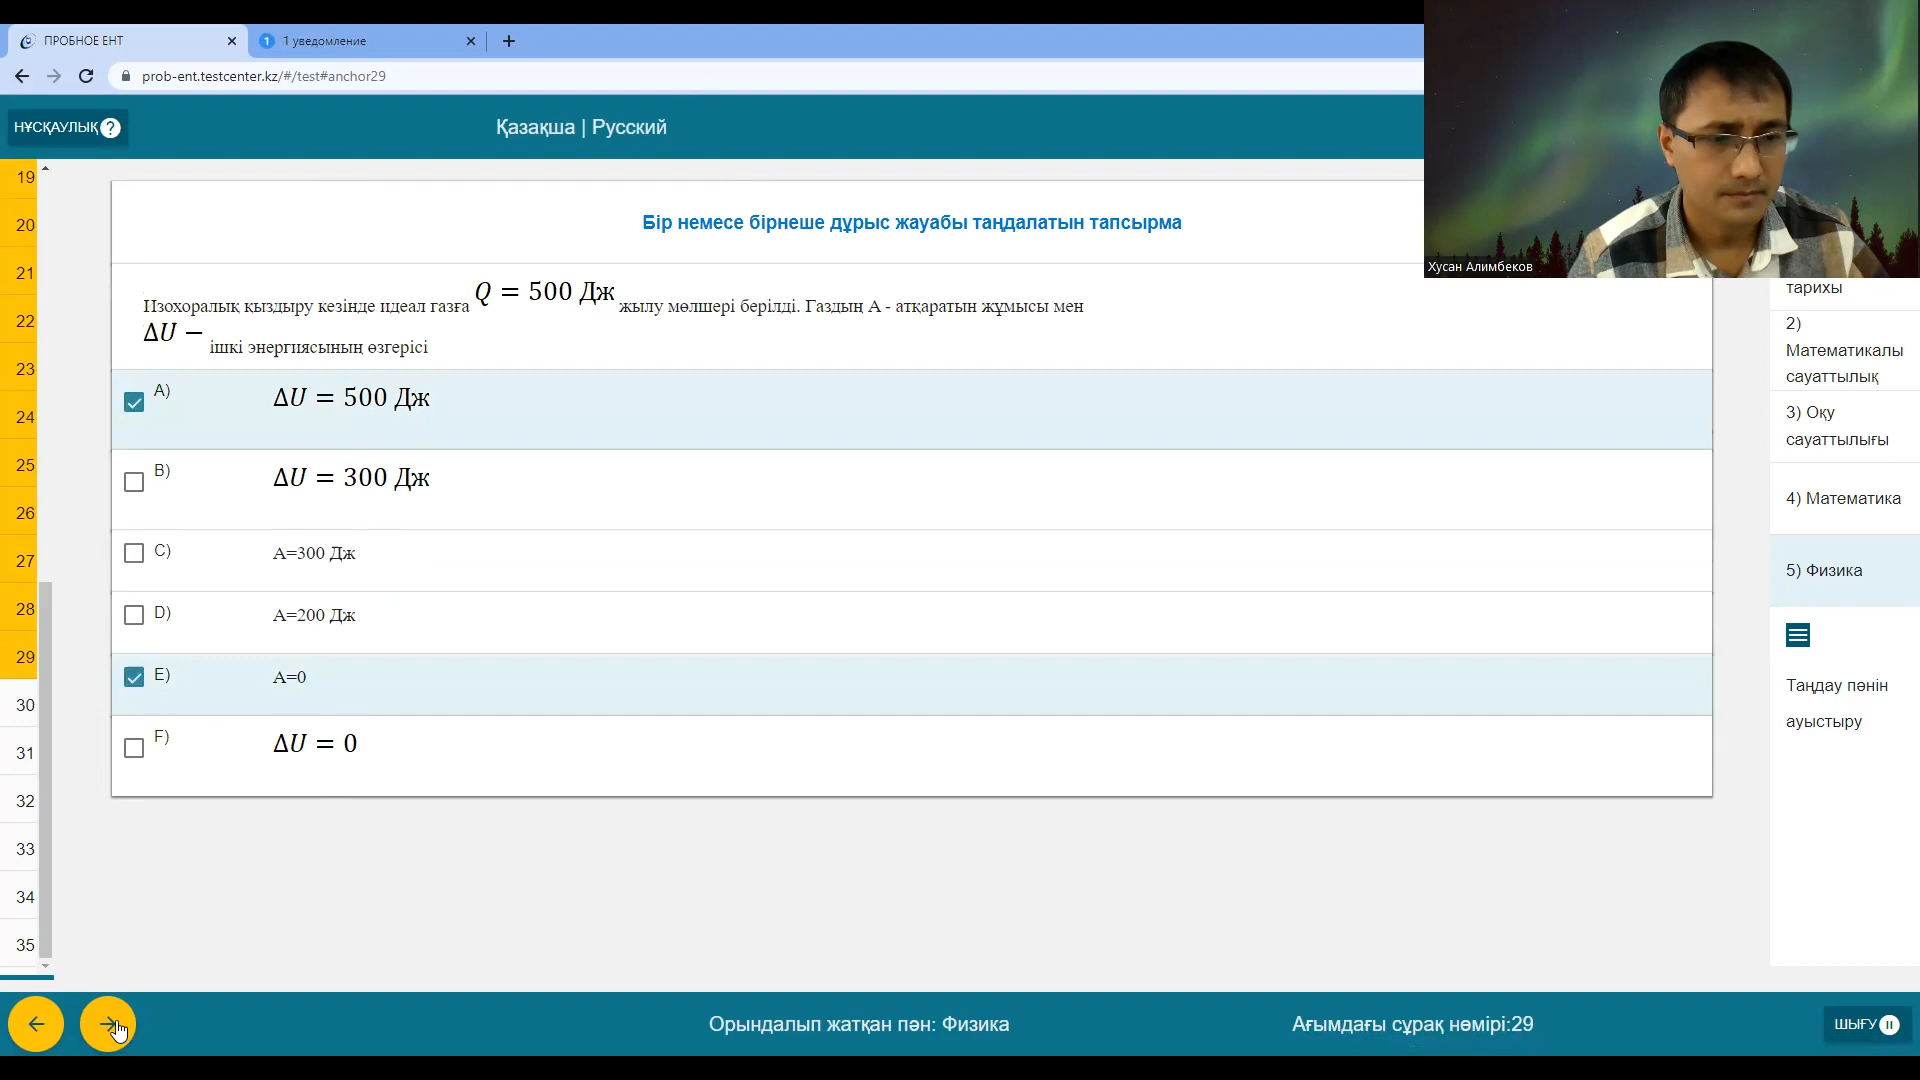 ПРОБНОЕ ЕНТ
1 1 уведомление
prob-ent.testcenter.kz/#/test#anchor29
НҰСҚАУЛЫҚ ?
Қазақша | Русский
Хусан Алимбеков
19
20
21
22
23
24
25
26
27
28
29
30
31
32
33
34
35
Бір немесе бірнеше дұрыс жауабы таңдалатын тапсырма
Изохоралық қыздыру кезінде идеал газға Q = 500 Дж жылу мөлшері берілді. Газдың А - атқаратын жұмысы мен
ΔU − ішкі энергиясының өзгерісі
A) ΔU = 500 Дж
B) ΔU = 300 Дж
C) А=300 Дж
D) А=200 Дж
E) А=0
F) ΔU = 0
тарихы
2)
Математикалы
сауаттылық
3) Оқу
сауаттылығы
4) Математика
5) Физика
Таңдау пәнін
ауыстыру
Орындалып жатқан пән: Физика
Ағымдағы сұрақ нөмірі:29
ШЫҒУ